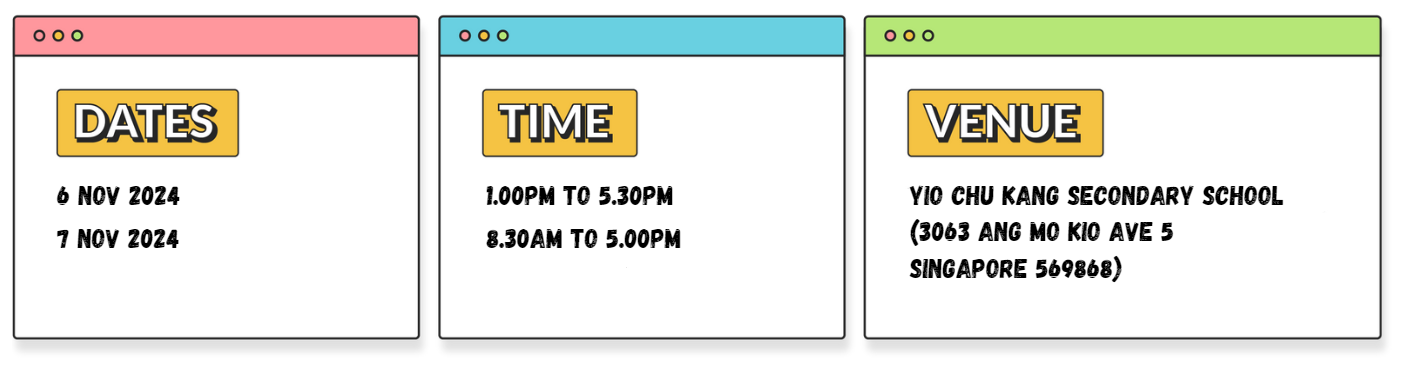 DATES
6 NOV 2024
7 NOV 2024
TIME
1.00PM TO 5.30PM
8.30AM TO 5.00PM
VENUE
YIO CHU KANG SECONDARY SCHOOL
(3063 ANG MO KIO AVE 5
SINGAPORE 569868)